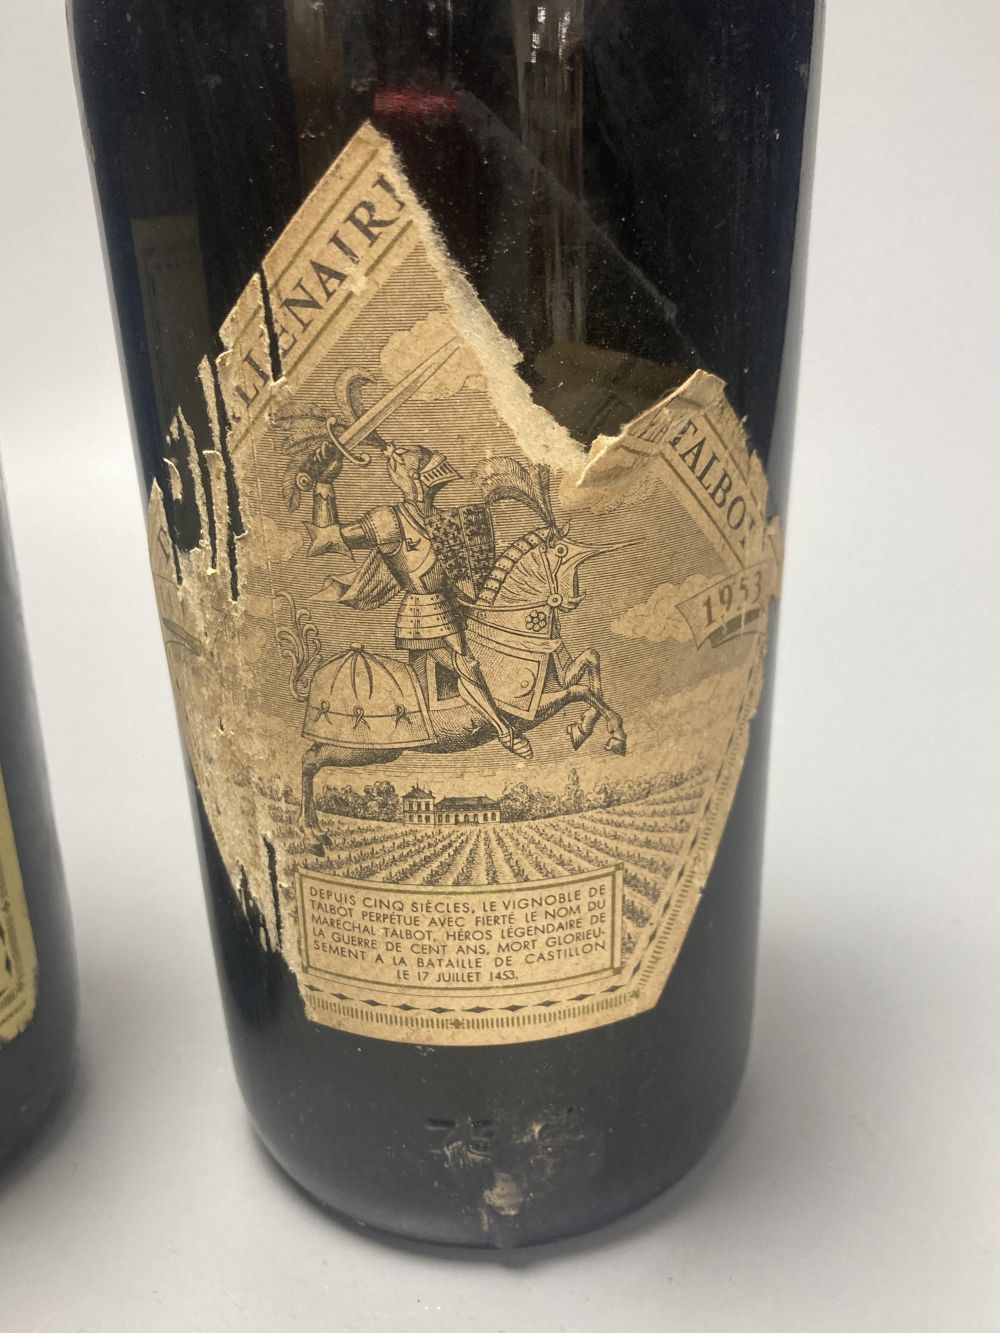 TALBOT
1953
DEPUIS CINQ SIÈCLES, LE VIGNOBLE DE
TALBOT PERPÉTUE AVEC FIERTÉ LE NOM DU
MARÉCHAL TALBOT, HÉROS LÉGENDAIRE DE
LA GUERRE DE CENT ANS, MORT GLORIEU-
SEMENT A LA BATAILLE DE CASTILLON
LE 17 JUILLET 1453.